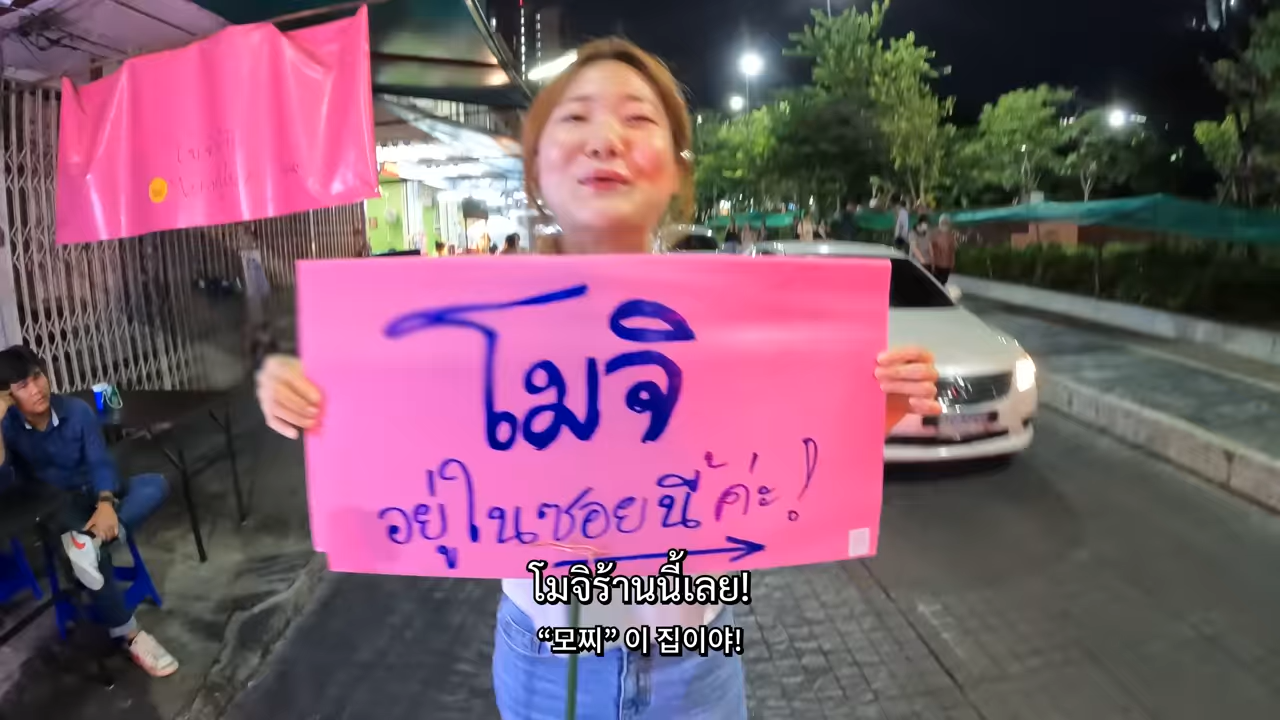 โมจิ
อยู่ในซอยนี้ค่ะ!
โมจิร้านนี้เลย!
“모찌” 이 집이야!